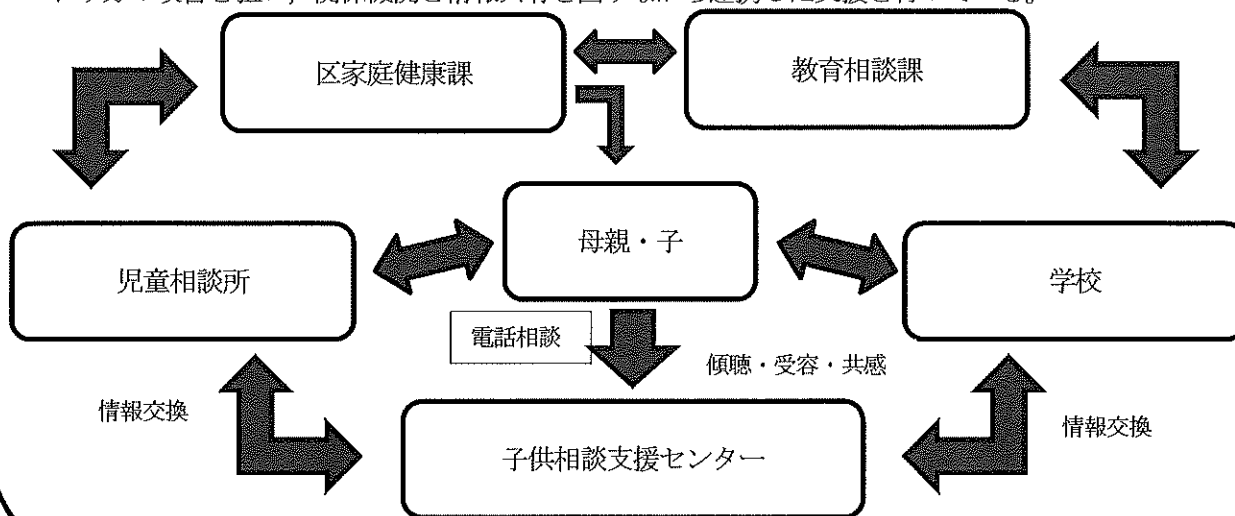 区家庭健康課
教育相談課
母親・子
児童相談所
学校
電話相談
傾聴・受容・共感
情報交換
情報交換
子供相談支援センター